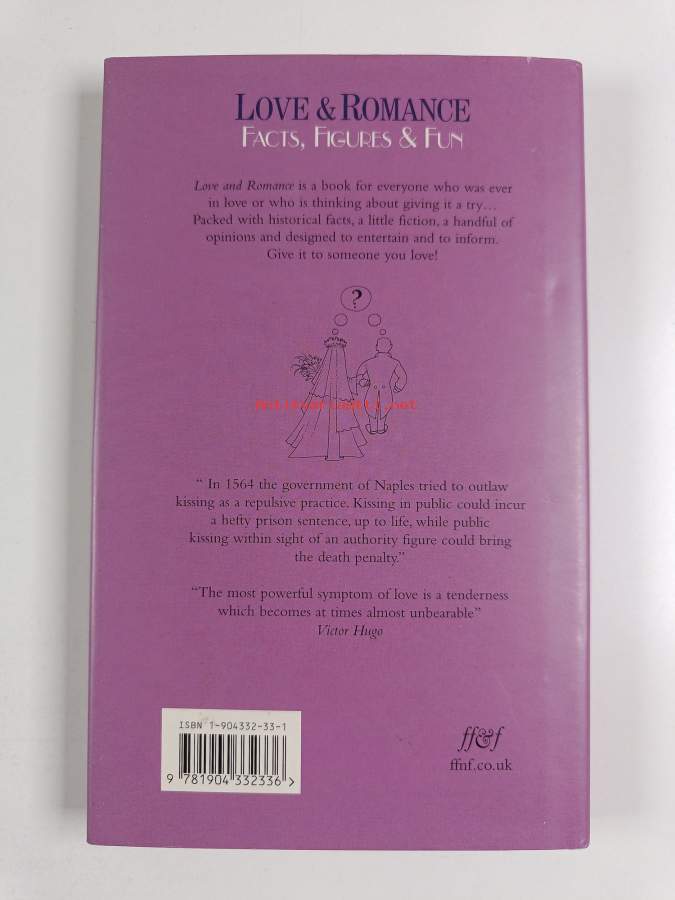 LOVE & ROMANCE
FACTS, FIGURES & FUN
Love and Romance is a book for everyone who was ever
in love or who is thinking about giving it a try…
Packed with historical facts, a little fiction, a handful of
opinions and designed to entertain and to inform.
Give it to someone you love!
?
“ In 1564 the government of Naples tried to outlaw
kissing as a repulsive practice. Kissing in public could incur
a hefty prison sentence, up to life, while public
kissing within sight of an authority figure could bring
the death penalty.”
“The most powerful symptom of love is a tenderness
which becomes at times almost unbearable”
Victor Hugo
ISBN 1-904332-33-1
9 781904 332336 >
ff&f
ffnf.co.uk